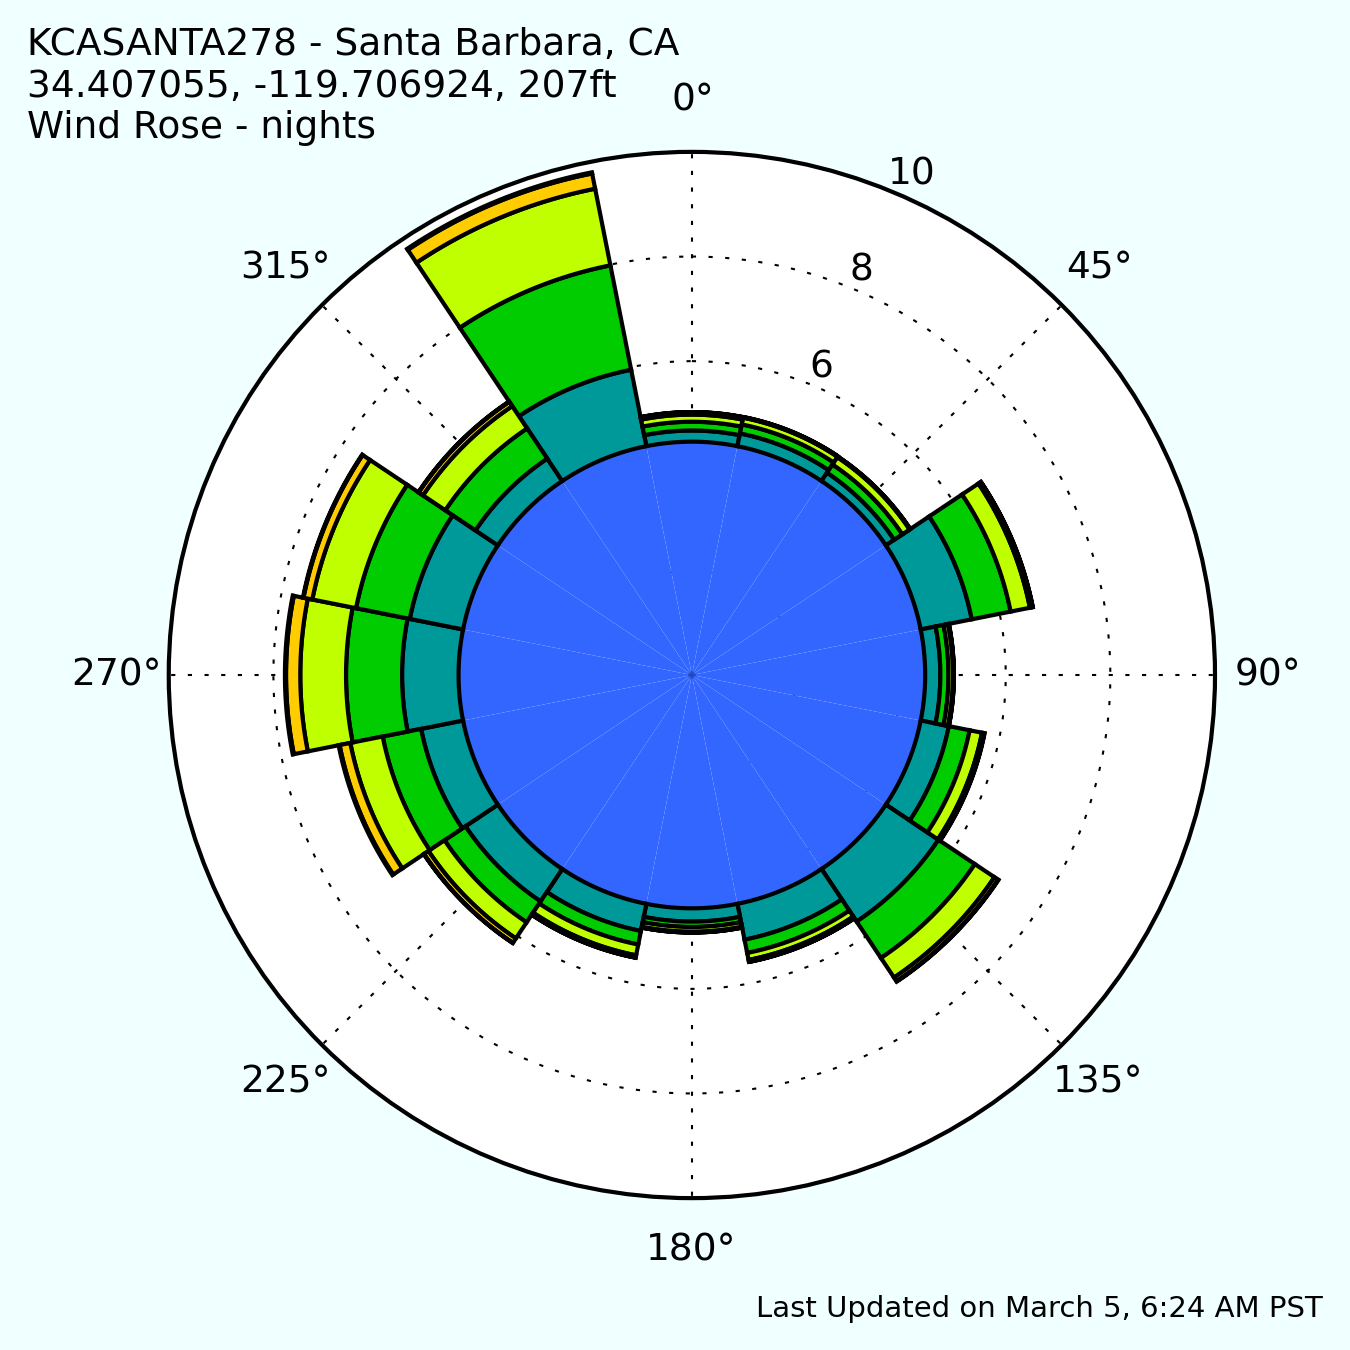 KCASANTA278 - Santa Barbara, CA
34.407055, -119.706924, 207ft
Wind Rose - nights
0°
10
315°
8
45°
6
270°
90°
225°
135°
180°
Last Updated on March 5, 6:24 AM PST